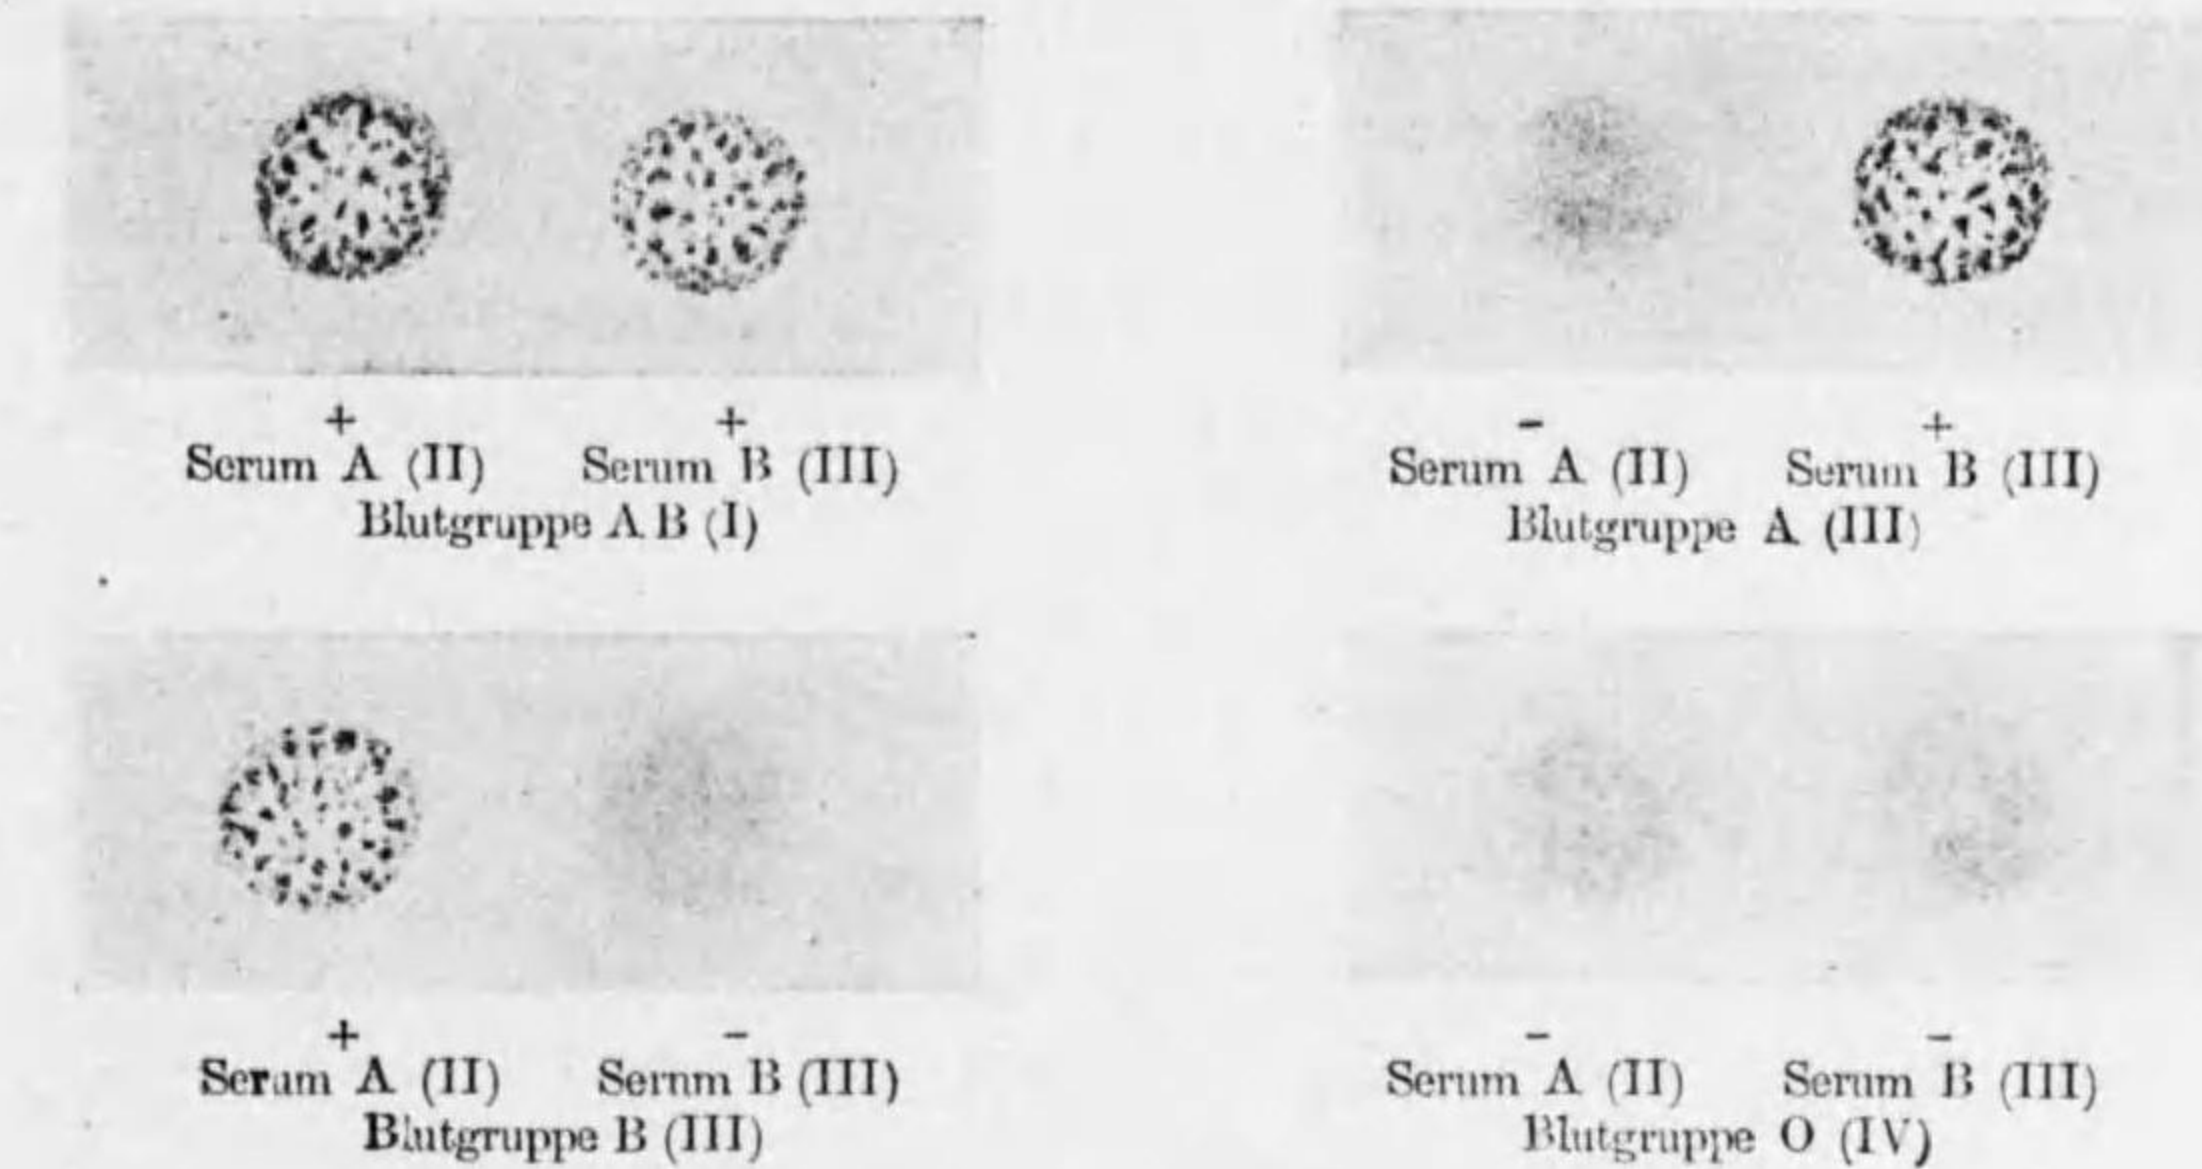 + +
Serum A (II) Serum B (III)
Blutgruppe A B (I)
- +
Serum A (II) Serum B (III)
Blutgruppe A (III)
+ -
Serum A (II) Sernm B (III)
Blutgruppe B (III)
- -
Serum A (II) Serum B (III)
Blutgruppe O (IV)